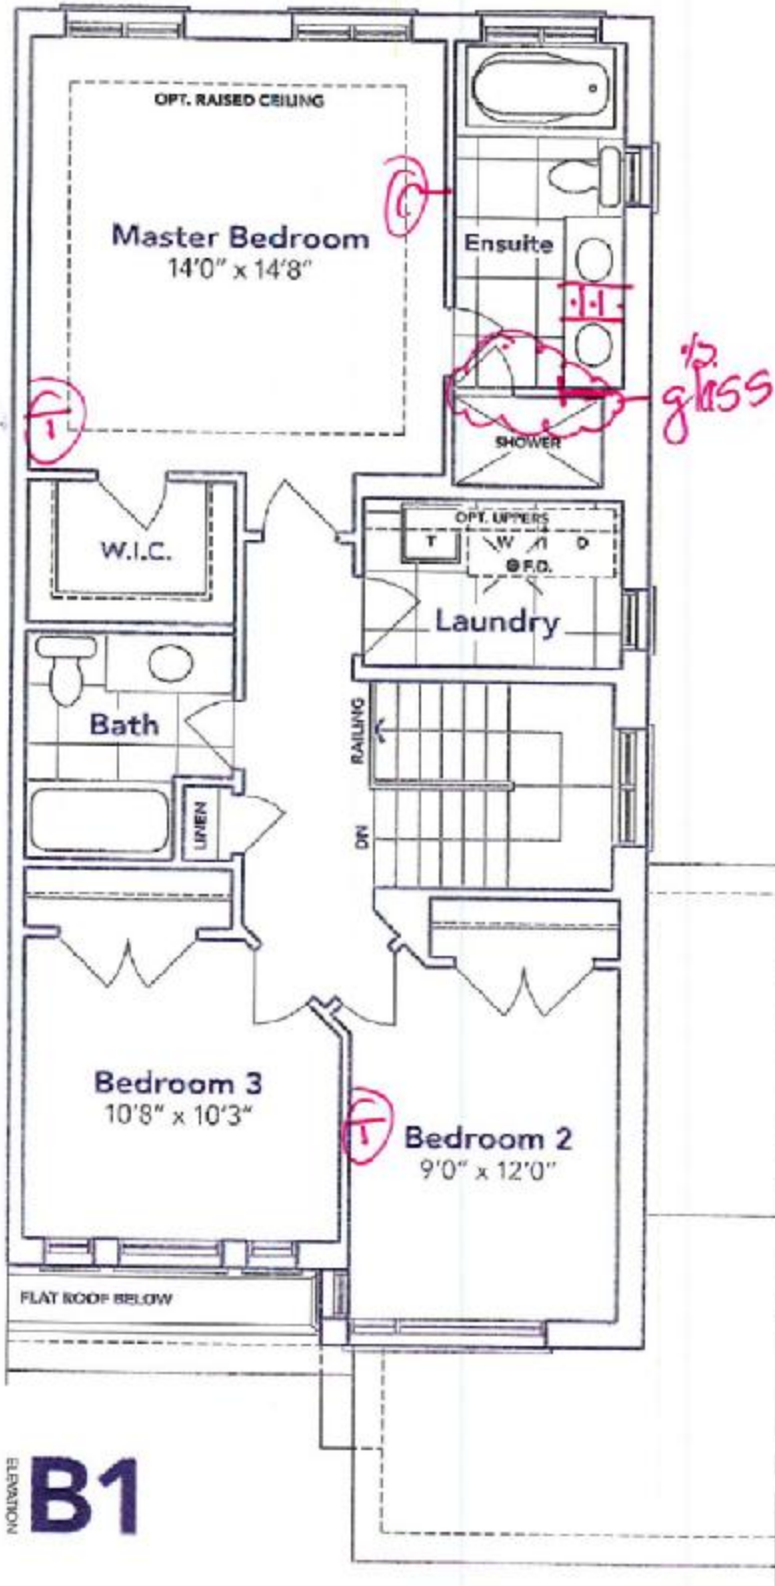 OPT. RAISED CEILING
Master Bedroom
14'0" x 14'8"
Ensuite
glass
SHOWER
W.I.C.
OPT. UPPERS
T W D
F.D.
Laundry
Bath
RAILING
LINEN
DN
Bedroom 3
10'8" x 10'3"
Bedroom 2
9'0" x 12'0"
FLAT ROOF BELOW
ELEVATION
B1